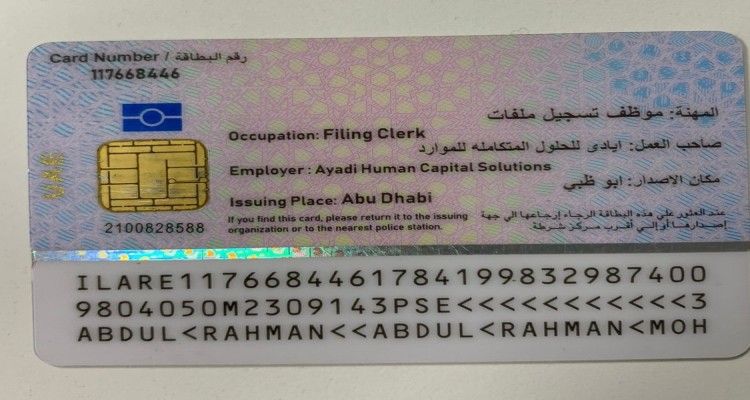 Card Number / رقم البطاقة
117668446
المهنة: موظف تسجيل ملفات
Occupation: Filing Clerk
صاحب العمل: ايادى للحلول المتكامله للموارد
Employer : Ayadi Human Capital Solutions
مكان الاصدار: ابو ظبي
Issuing Place: Abu Dhabi
UAE
2100828588
If you find this card, please return it to the issuing
organization or to the nearest police station.
عند العثور على هذه البطاقة الرجاء إرجاعها الي جهة
إصدارها أو إلي أقرب مركز شرطة
ILARE1176684461784199832987400
9804050M2309143PSE<<<<<<<<<<<3
ABDUL<RAHMAN<<ABDUL<RAHMAN<MOH